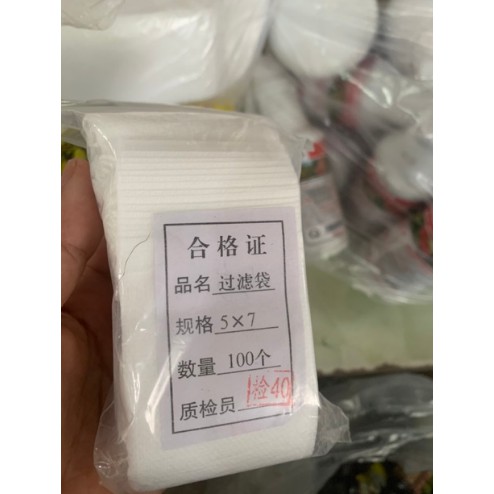 合格证
品名 过滤袋
规格 5×7
数量 100个
质检员 检40